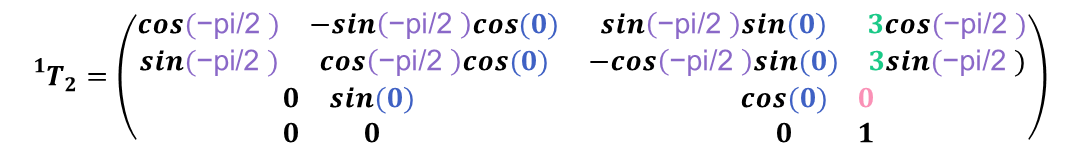 cos(−pi/2 ) −sin(−pi/2 )cos(0) sin(−pi/2 )sin(0) 3cos(−pi/2 )
¹T₂ = sin(−pi/2 ) cos(−pi/2 )cos(0) −cos(−pi/2 )sin(0) 3sin(−pi/2 )
0 sin(0) cos(0) 0
0 0 0 1